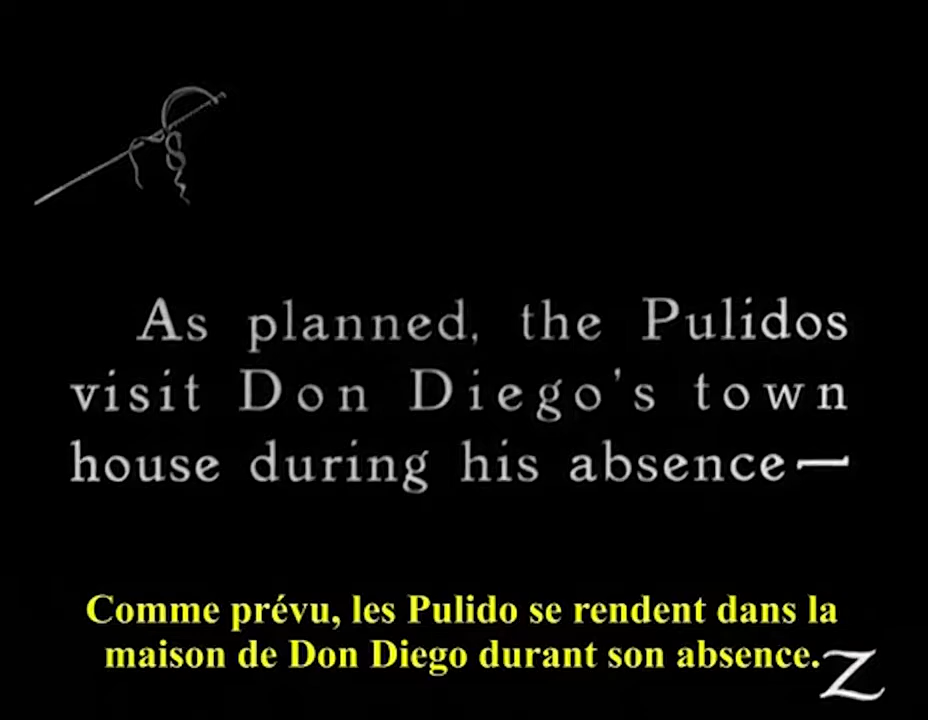 As planned, the Pulidos
visit Don Diego's town
house during his absence—
Comme prévu, les Pulido se rendent dans la
maison de Don Diego durant son absence.
Z